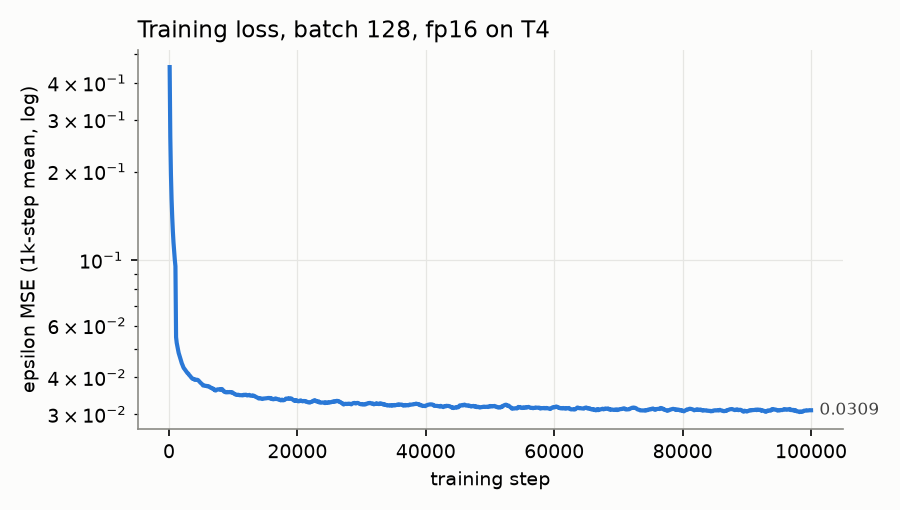 Training loss, batch 128, fp16 on T4
epsilon MSE (1k-step mean, log)
4 × 10⁻¹
3 × 10⁻¹
2 × 10⁻¹
10⁻¹
6 × 10⁻²
4 × 10⁻²
3 × 10⁻²
0.0309
0 20000 40000 60000 80000 100000
training step